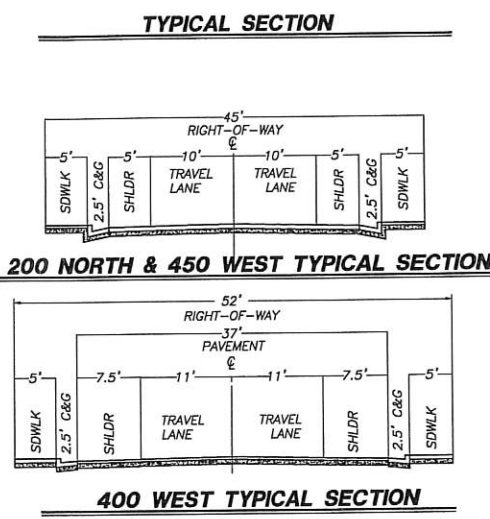 TYPICAL SECTION
45'
RIGHT-OF-WAY
℄
5' 5' 10' 10' 5' 5'
SDWLK 2.5' C&G SHLDR TRAVEL LANE TRAVEL LANE SHLDR 2.5' C&G SDWLK
200 NORTH & 450 WEST TYPICAL SECTION
52'
RIGHT-OF-WAY
37'
PAVEMENT
℄
5' 7.5' 11' 11' 7.5' 5'
SDWLK 2.5' C&G SHLDR TRAVEL LANE TRAVEL LANE SHLDR 2.5' C&G SDWLK
400 WEST TYPICAL SECTION